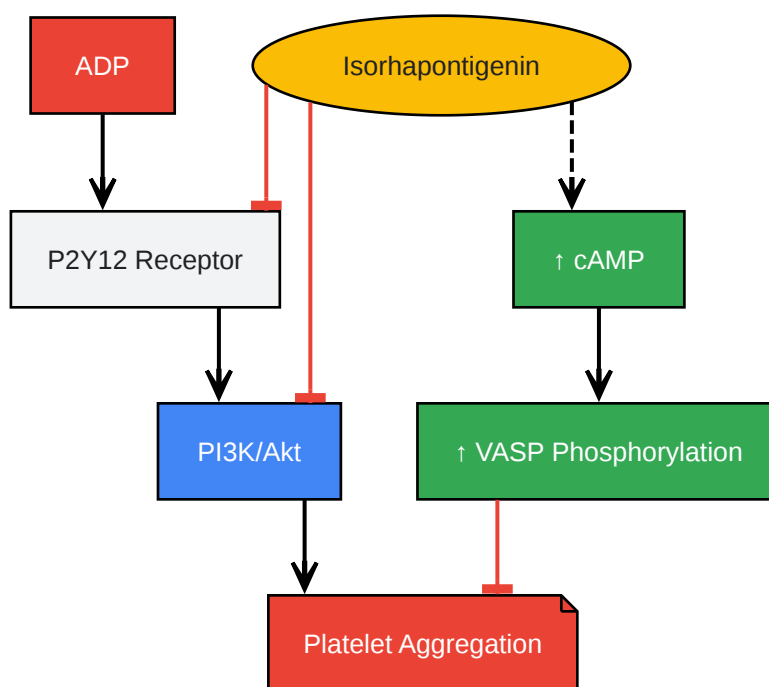 ADP
Isorhapontigenin
P2Y12 Receptor
↑ cAMP
PI3K/Akt
↑ VASP Phosphorylation
Platelet Aggregation